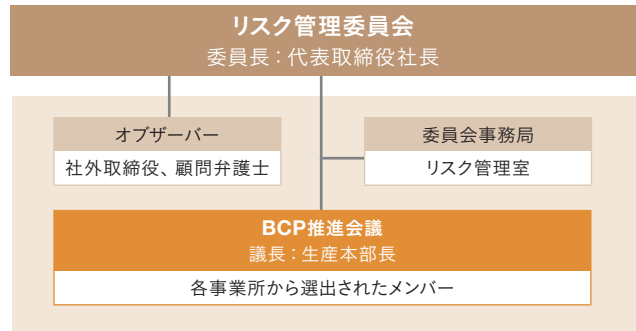 リスク管理委員会
委員長：代表取締役社長
オブザーバー
社外取締役、顧問弁護士
委員会事務局
リスク管理室
BCP推進会議
議長：生産本部長
各事業所から選出されたメンバー